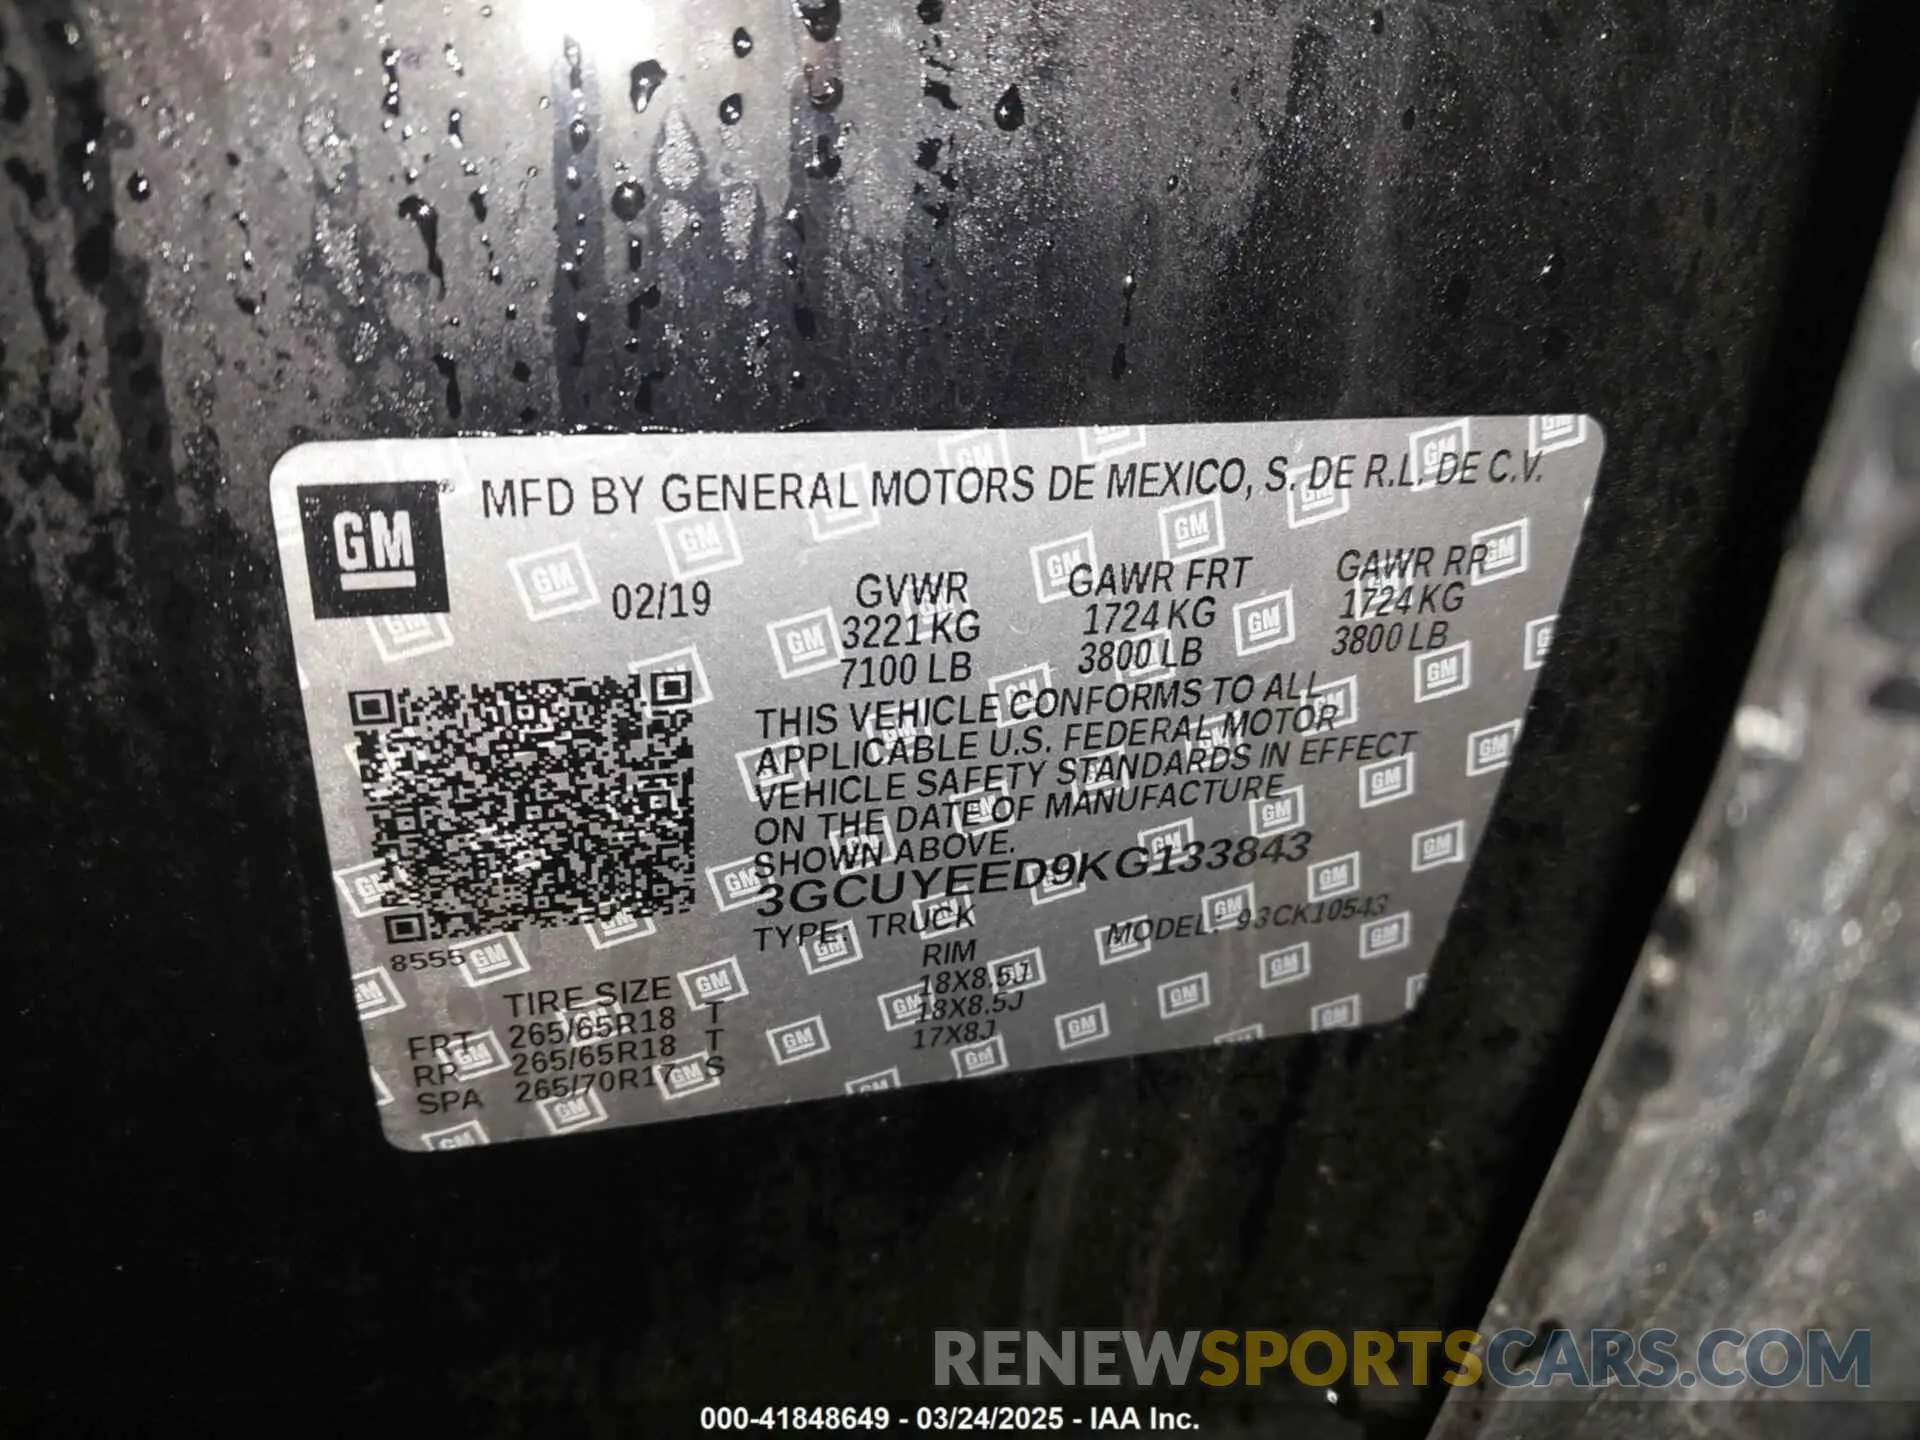 GM
MFD BY GENERAL MOTORS DE MEXICO, S. DE R.L. DE C.V.
02/19
GVWR
3221 KG
7100 LB
GAWR FRT
1724 KG
3800 LB
GAWR RR
1724 KG
3800 LB
THIS VEHICLE CONFORMS TO ALL
APPLICABLE U.S. FEDERAL MOTOR
VEHICLE SAFETY STANDARDS IN EFFECT
ON THE DATE OF MANUFACTURE
SHOWN ABOVE.
3GCUYEED9KG133843
TYPE: TRUCK MODEL: 93CK10543
8555
TIRE SIZE RIM
FRT 265/65R18 T 18X8.5J
RR 265/65R18 T 18X8.5J
SPA 265/70R17 S 17X8J
RENEWSPORTSCARS.COM
000-41848649 - 03/24/2025 - IAA Inc.